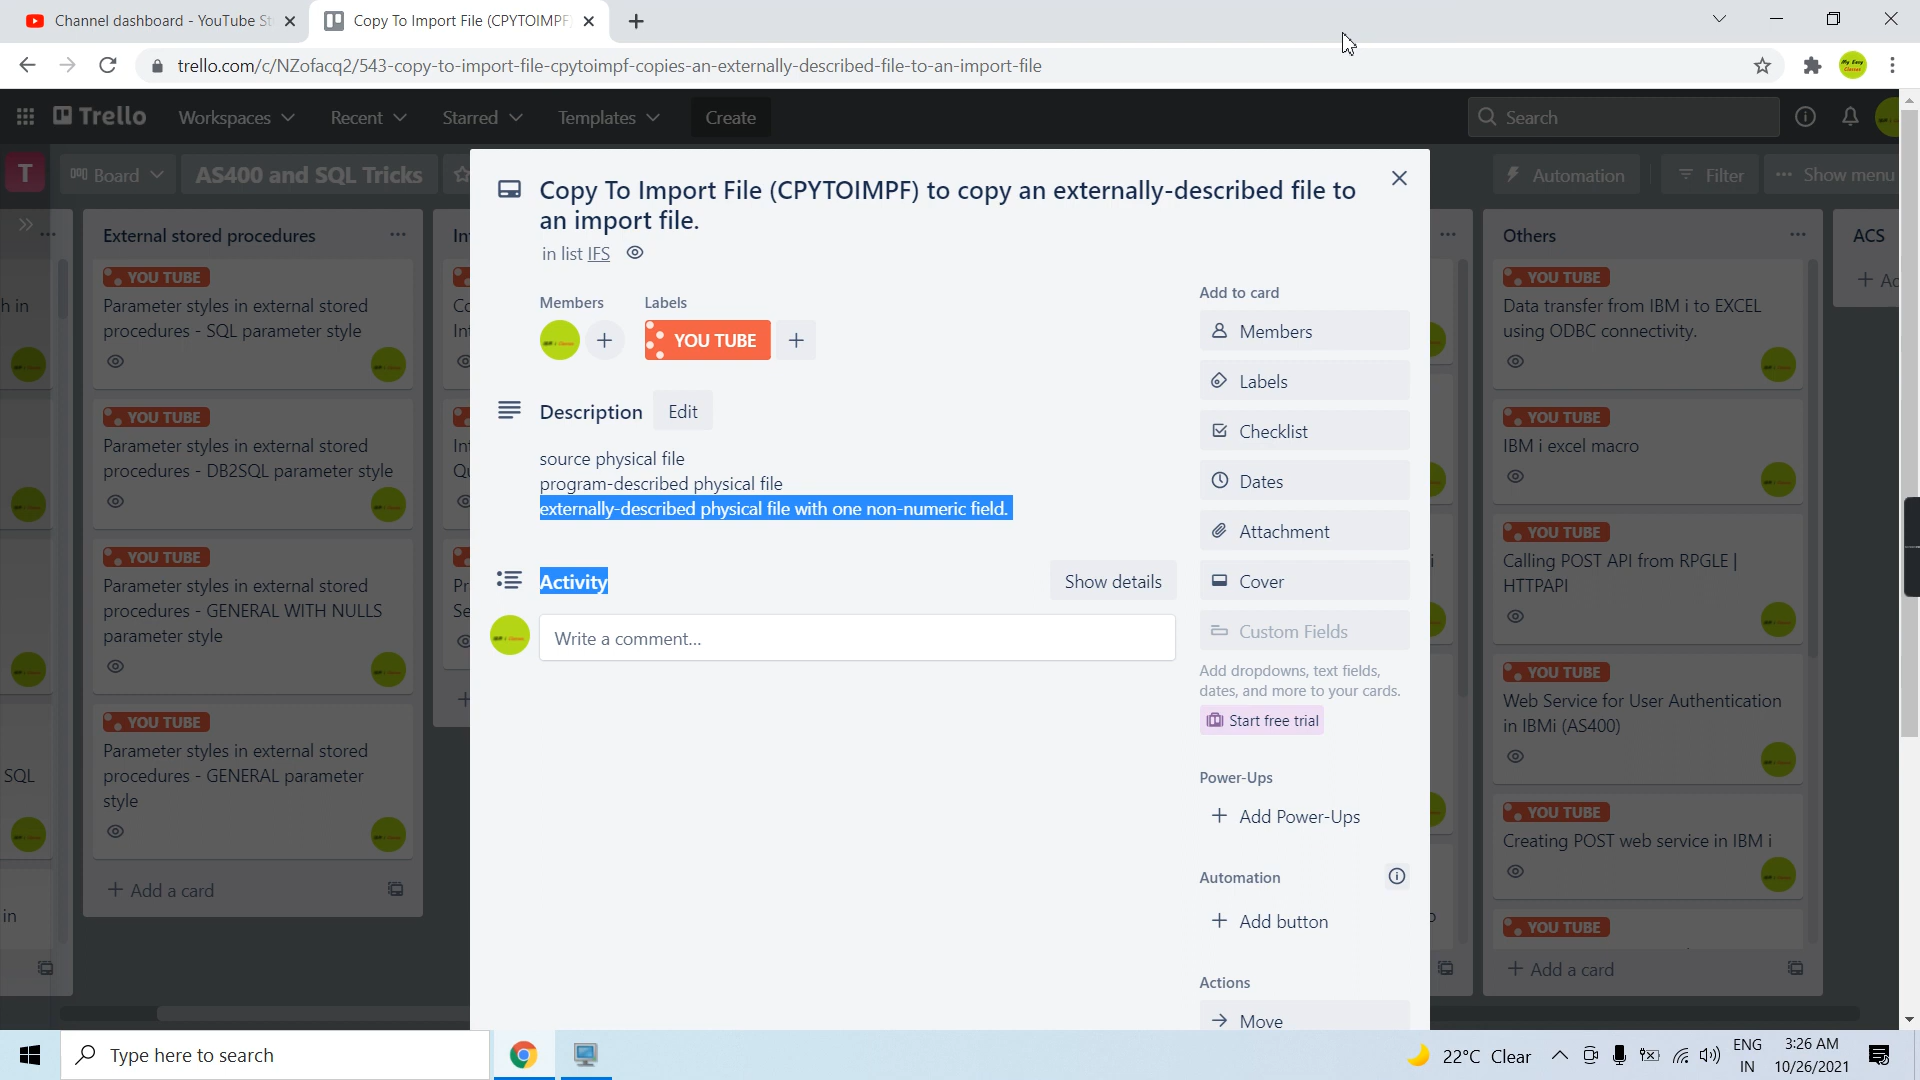 Channel dashboard - YouTube St
Copy To Import File (CPYTOIMPF
trello.com/c/NZofacq2/543-copy-to-import-file-cpytoimpf-copies-an-externally-described-file-to-an-import-file
Trello
Workspaces
Recent
Starred
Templates
Create
Search
T
Board
AS400 and SQL Tricks
Automation
Filter
Show menu
h in
SQL
in
External stored procedures
YOU TUBE
Parameter styles in external stored
procedures - SQL parameter style
YOU TUBE
Parameter styles in external stored
procedures - DB2SQL parameter style
YOU TUBE
Parameter styles in external stored
procedures - GENERAL WITH NULLS
parameter style
YOU TUBE
Parameter styles in external stored
procedures - GENERAL parameter
style
+ Add a card
Copy To Import File (CPYTOIMPF) to copy an externally-described file to
an import file.
in list IFS
Members
Labels
YOU TUBE
Description
Edit
source physical file
program-described physical file
externally-described physical file with one non-numeric field.
Activity
Show details
Write a comment...
Add to card
Members
Labels
Checklist
Dates
Attachment
Cover
Custom Fields
Add dropdowns, text fields,
dates, and more to your cards.
Start free trial
Power-Ups
+ Add Power-Ups
Automation
+ Add button
Actions
Move
Others
YOU TUBE
Data transfer from IBM i to EXCEL
using ODBC connectivity.
YOU TUBE
IBM i excel macro
YOU TUBE
Calling POST API from RPGLE |
HTTPAPI
YOU TUBE
Web Service for User Authentication
in IBMi (AS400)
YOU TUBE
Creating POST web service in IBM i
YOU TUBE
+ Add a card
ACS
Type here to search
22°C Clear
ENG
IN
3:26 AM
10/26/2021